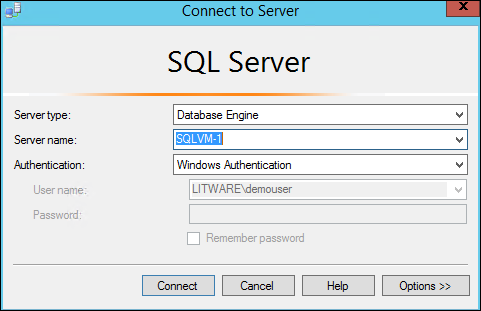 Connect to Server
x
SQL Server
Server type: Database Engine
Server name: SQLVM-1
Authentication: Windows Authentication
User name: LITWARE\demouser
Password:
Remember password
Connect Cancel Help Options >>